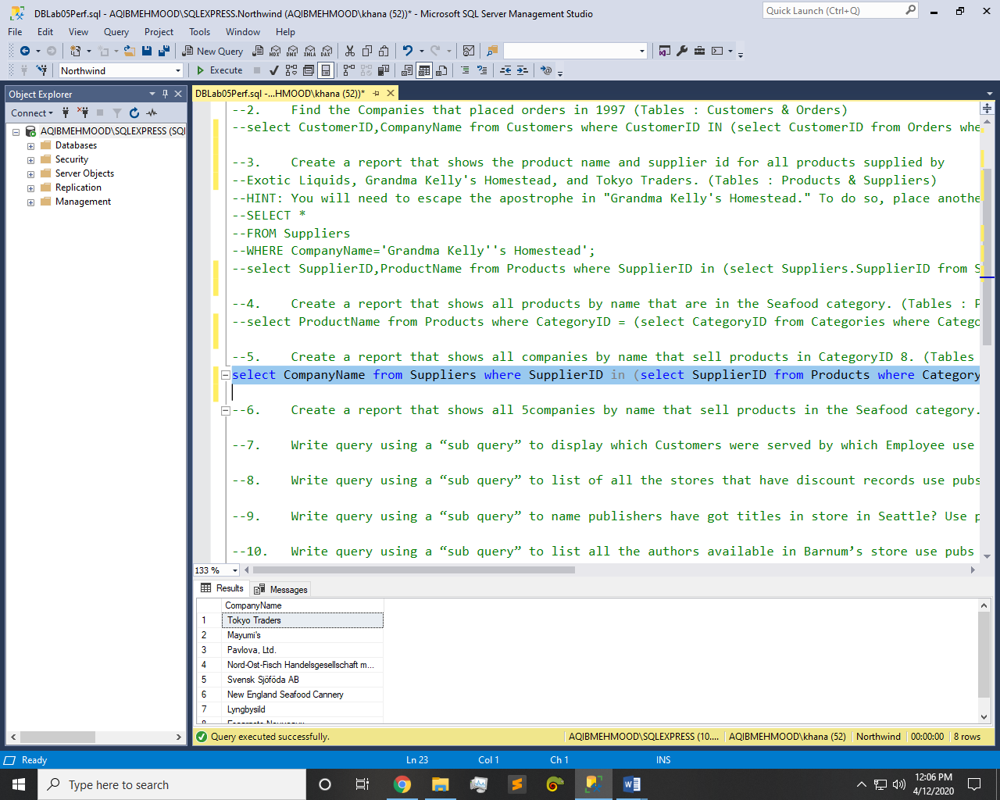 DBLab05Perf.sql - AQIBMEHMOOD\SQLEXPRESS.Northwind (AQIBMEHMOOD\khana (52))* - Microsoft SQL Server Management Studio
Quick Launch (Ctrl+Q)
File Edit View Query Project Tools Window Help
New Query
MDX DMX XMLA DAX
Northwind
Execute
Object Explorer
DBLab05Perf.sql -...HMOOD\khana (52))*
Connect
AQIBMEHMOOD\SQLEXPRESS (SQL
Databases
Security
Server Objects
Replication
Management
--2. Find the Companies that placed orders in 1997 (Tables : Customers & Orders)
--select CustomerID,CompanyName from Customers where CustomerID IN (select CustomerID from Orders whe
--3. Create a report that shows the product name and supplier id for all products supplied by
--Exotic Liquids, Grandma Kelly's Homestead, and Tokyo Traders. (Tables : Products & Suppliers)
--HINT: You will need to escape the apostrophe in "Grandma Kelly's Homestead." To do so, place anothe
--SELECT *
--FROM Suppliers
--WHERE CompanyName='Grandma Kelly''s Homestead';
--select SupplierID,ProductName from Products where SupplierID in (select Suppliers.SupplierID from S
--4. Create a report that shows all products by name that are in the Seafood category. (Tables : P
--select ProductName from Products where CategoryID = (select CategoryID from Categories where Catego
--5. Create a report that shows all companies by name that sell products in CategoryID 8. (Tables
select CompanyName from Suppliers where SupplierID in (select SupplierID from Products where Category
--6. Create a report that shows all 5companies by name that sell products in the Seafood category.
--7. Write query using a “sub query” to display which Customers were served by which Employee use
--8. Write query using a “sub query” to list of all the stores that have discount records use pubs
--9. Write query using a “sub query” to name publishers have got titles in store in Seattle? Use p
--10. Write query using a “sub query” to list all the authors available in Barnum’s store use pubs
133 %
Results Messages
CompanyName
1 Tokyo Traders
2 Mayumi's
3 Pavlova, Ltd.
4 Nord-Ost-Fisch Handelsgesellschaft m...
5 Svensk Sjöföda AB
6 New England Seafood Cannery
7 Lyngbysild
8 Escargots Nouveaux
Query executed successfully.
AQIBMEHMOOD\SQLEXPRESS (10.... AQIBMEHMOOD\khana (52) Northwind 00:00:00 8 rows
Ready Ln 23 Col 1 Ch 1 INS
Type here to search
12:06 PM
4/12/2020